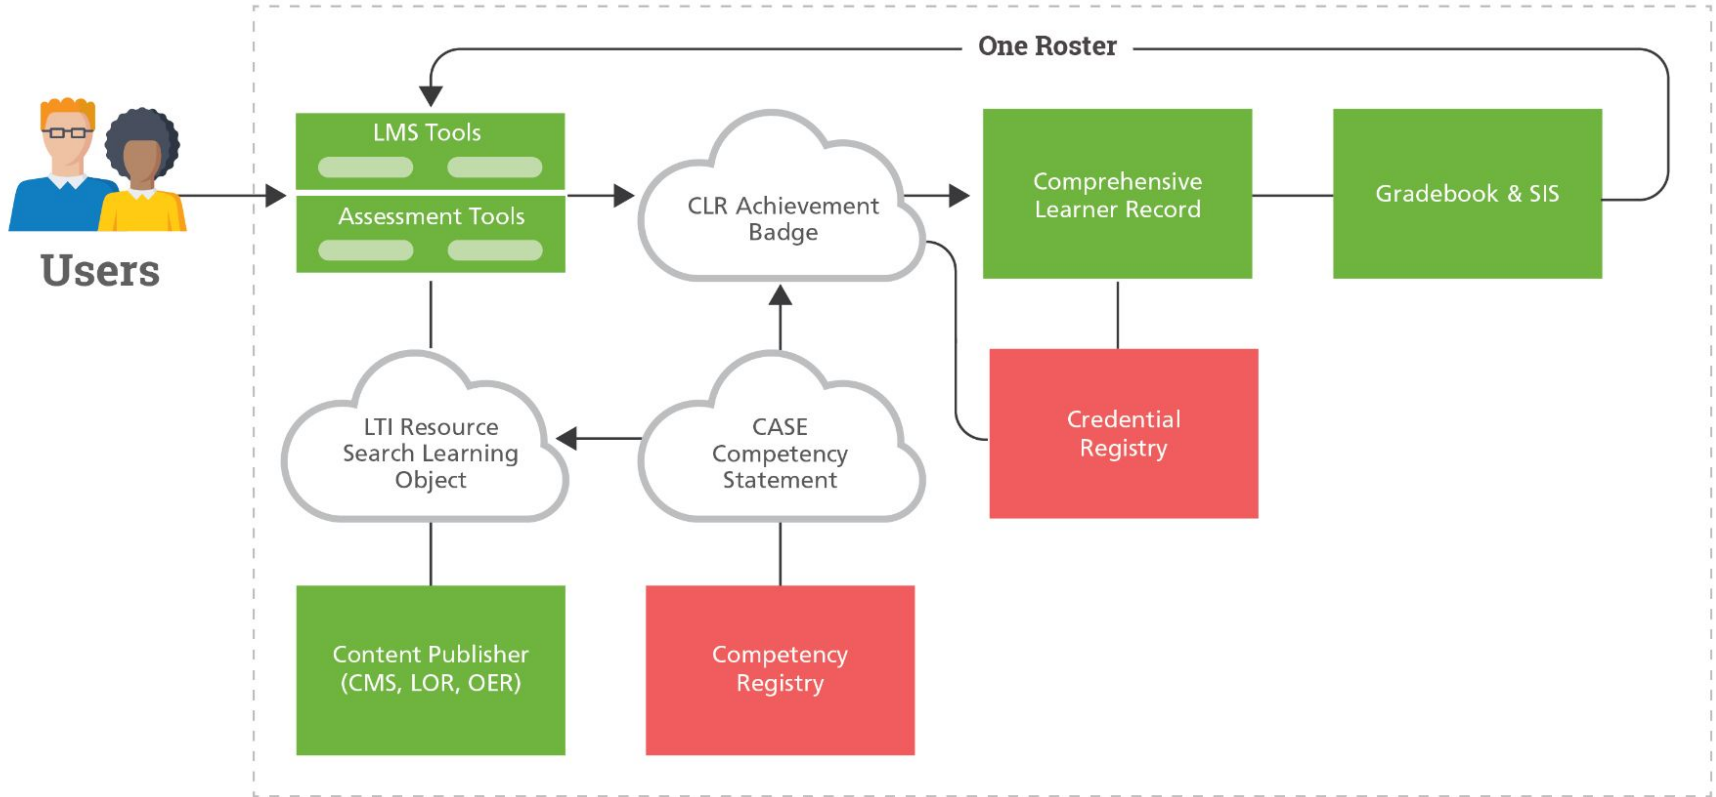 One Roster
LMS Tools
Assessment Tools
Users
CLR Achievement
Badge
Comprehensive
Learner Record
Gradebook & SIS
LTI Resource
Search Learning
Object
CASE
Competency
Statement
Credential
Registry
Content Publisher
(CMS, LOR, OER)
Competency
Registry